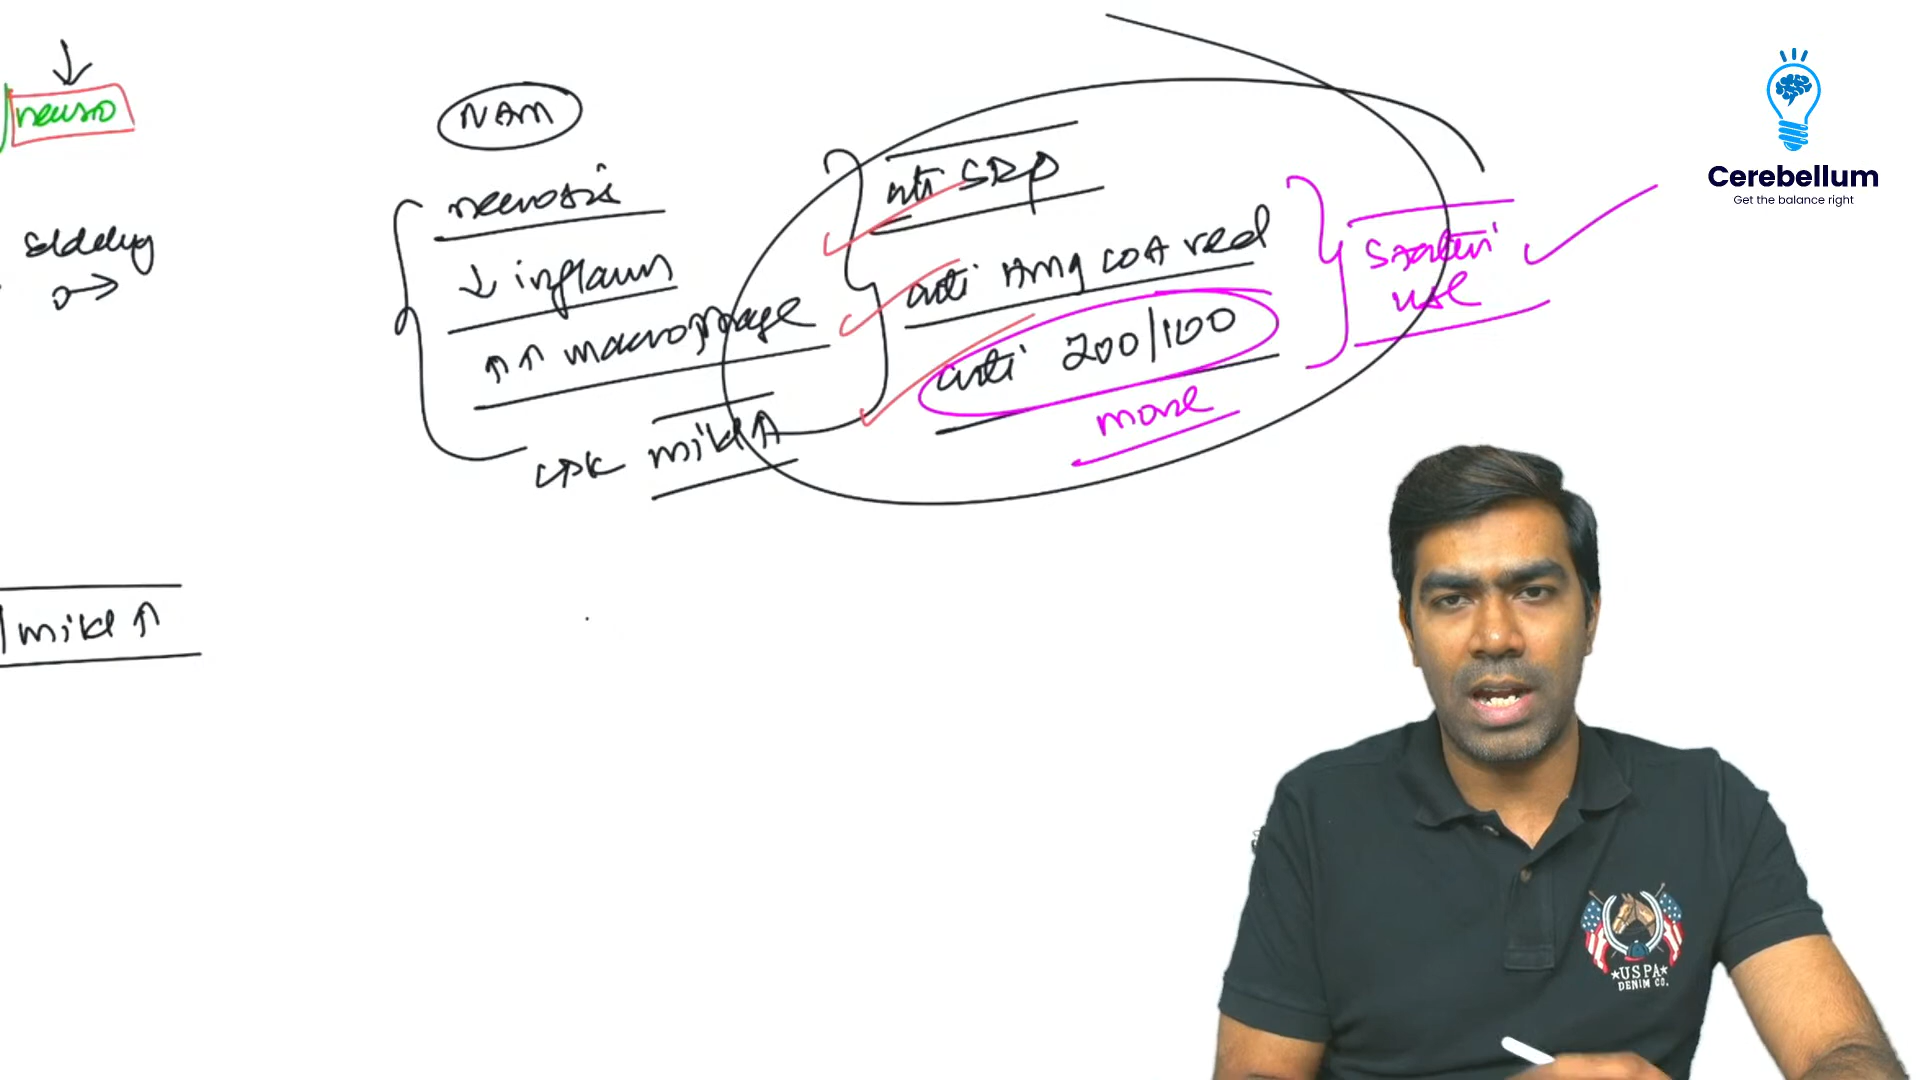 neuro
NAM
necrosis
↓ inflamm
↑↑ macrophage
CPK mild ↑
anti SRP
anti HMG COA red
anti 200/100
more
statin
use
→
mild ↑
Cerebellum
Get the balance right
★USPA★
DENIM CO.